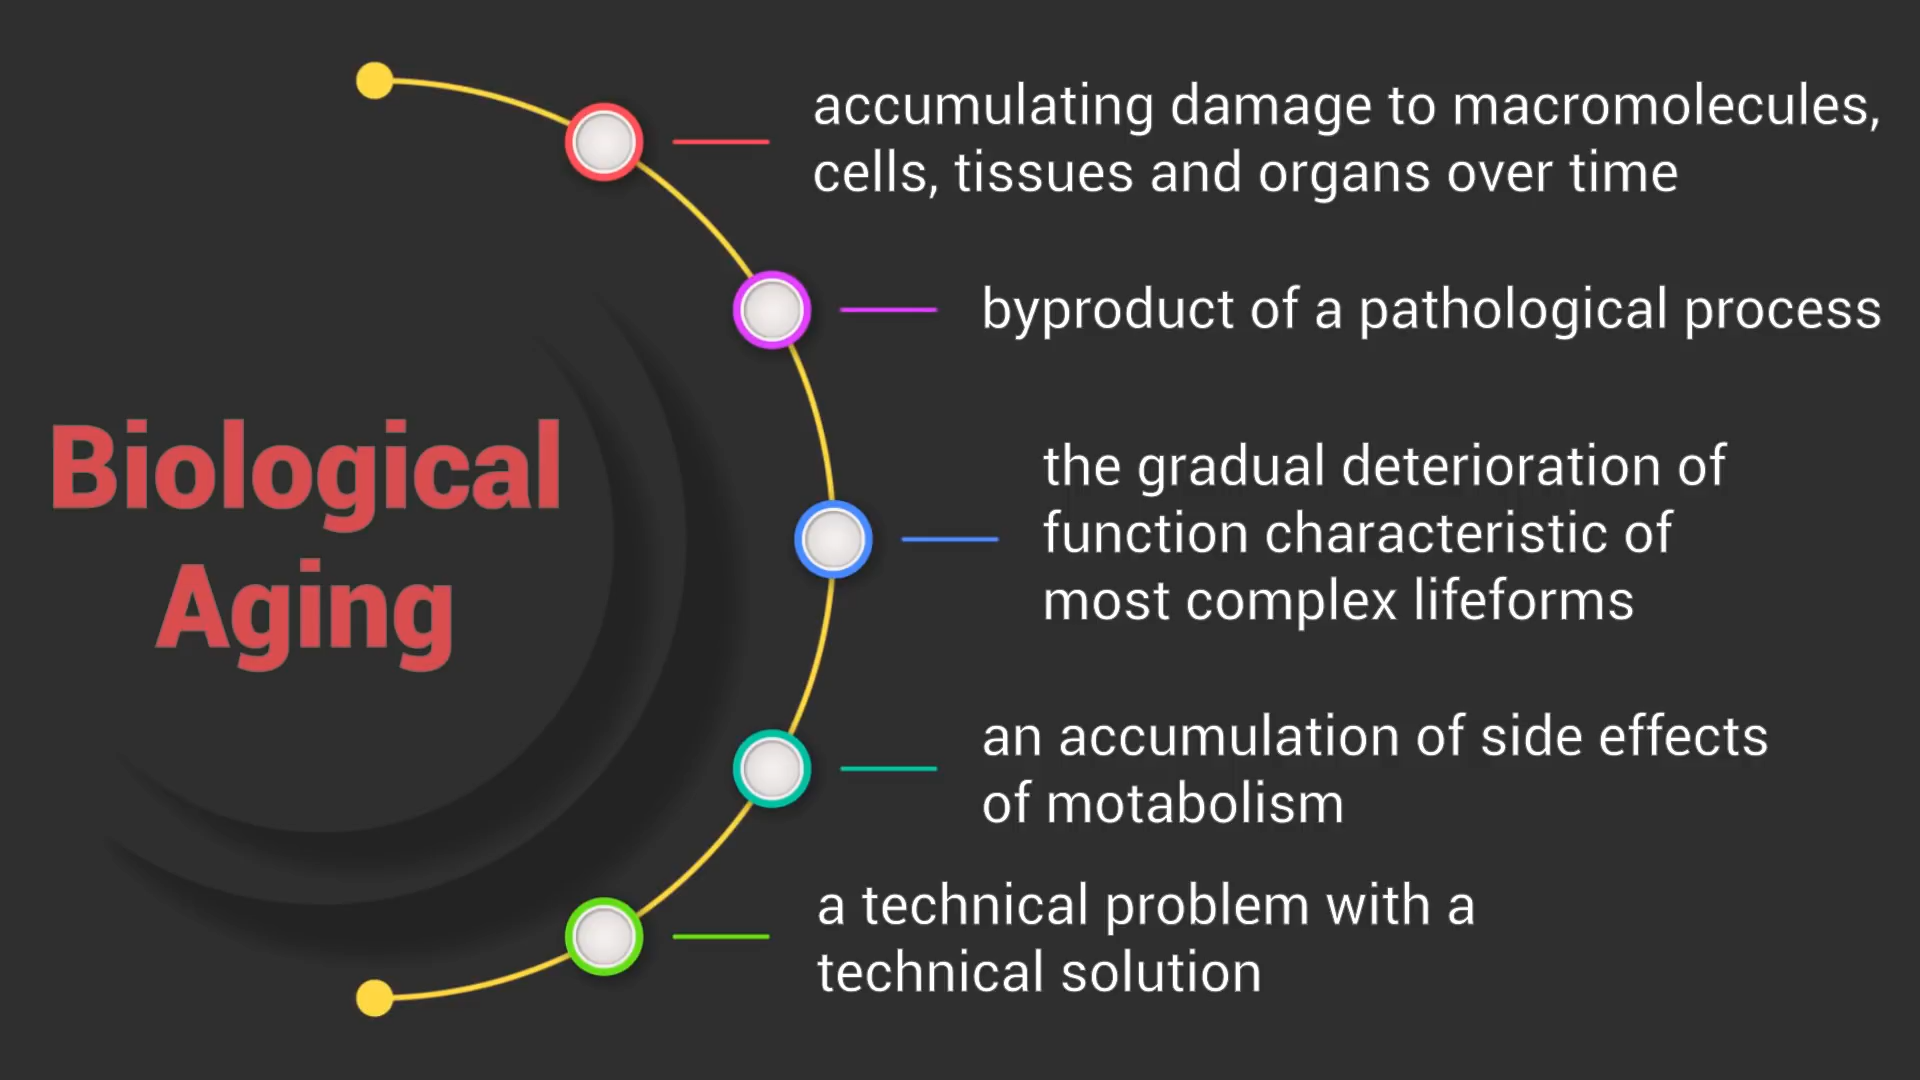 Biological
Aging
accumulating damage to macromolecules,
cells, tissues and organs over time
byproduct of a pathological process
the gradual deterioration of
function characteristic of
most complex lifeforms
an accumulation of side effects
of motabolism
a technical problem with a
technical solution